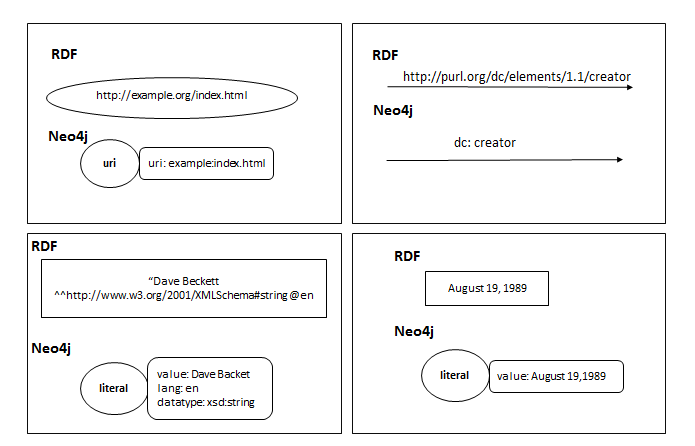 RDF
http://example.org/index.html
Neo4j
uri
uri: example:index.html
RDF
http://purl.org/dc/elements/1.1/creator
Neo4j
dc: creator
RDF
“Dave Beckett
^^http://www.w3.org/2001/XMLSchema#string@en
Neo4j
literal
value: Dave Backet
lang: en
datatype: xsd:string
RDF
August 19, 1989
Neo4j
literal
value: August 19,1989